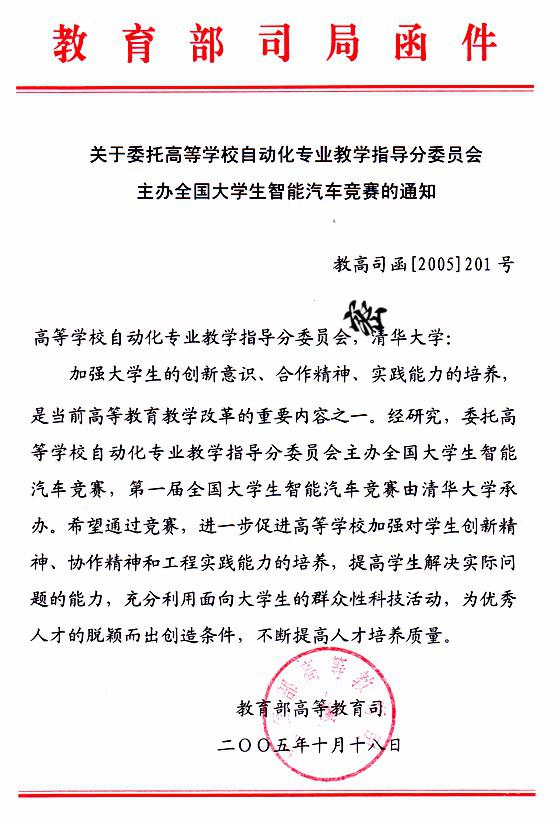 教育部司局函件
关于委托高等学校自动化专业教学指导分委员会
主办全国大学生智能汽车竞赛的通知
教高司函[2005]201 号
高等学校自动化专业教学指导分委员会，清华大学：
加强大学生的创新意识、合作精神、实践能力的培养，
是当前高等教育教学改革的重要内容之一。经研究，委托高
等学校自动化专业教学指导分委员会主办全国大学生智能
汽车竞赛，第一届全国大学生智能汽车竞赛由清华大学承
办。希望通过竞赛，进一步促进高等学校加强对学生创新精
神、协作精神和工程实践能力的培养，提高学生解决实际问
题的能力，充分利用面向大学生的群众性科技活动，为优秀
人才的脱颖而出创造条件，不断提高人才培养质量。
部高等教
教育部高等教育司
二〇〇五年十月十八日